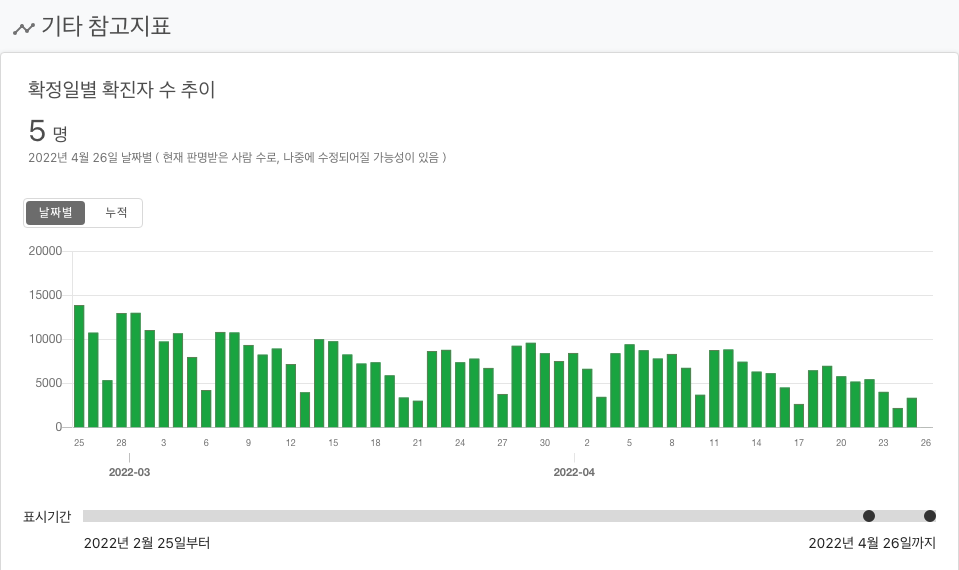 기타 참고지표
확정일별 확진자 수 추이
5 명
2022년 4월 26일 날짜별 ( 현재 판명받은 사람 수로, 나중에 수정되어질 가능성이 있음 )
날짜별 누적
20000
15000
10000
5000
0
25 28 3 6 9 12 15 18 21 24 27 30 2 5 8 11 14 17 20 23 26
2022-03 2022-04
표시기간
2022년 2월 25일부터 2022년 4월 26일까지